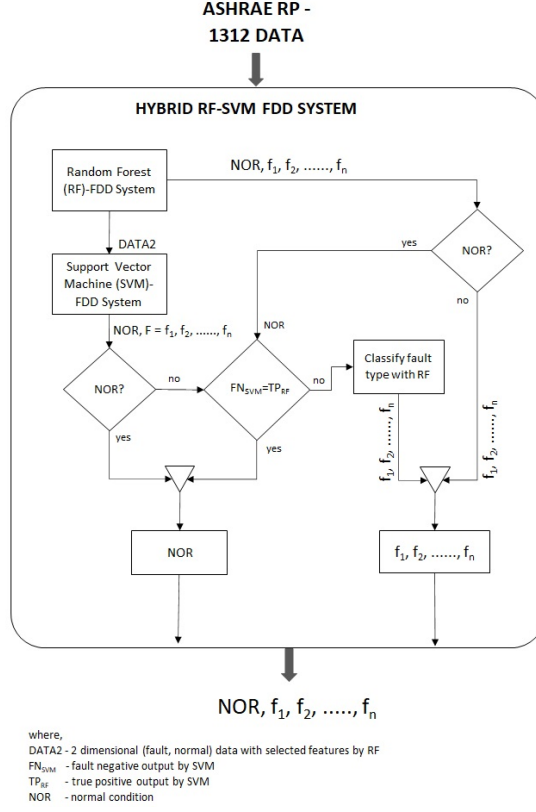 ASHRAE RP -
1312 DATA
HYBRID RF-SVM FDD SYSTEM
Random Forest
(RF)-FDD System
NOR, f1, f2, ......, fn
DATA2
yes
NOR?
no
Support Vector
Machine (SVM)-
FDD System
NOR, F = f1, f2, ......, fn
NOR
NOR?
no
FNSVM=TPRF
no
Classify fault
type with RF
yes
yes
f1, f2, ......, fn
f1, f2, ......, fn
NOR
f1, f2, ......, fn
NOR, f1, f2, ....., fn
where,
DATA2 - 2 dimensional (fault, normal) data with selected features by RF
FNSVM - fault negative output by SVM
TPRF - true positive output by SVM
NOR - normal condition